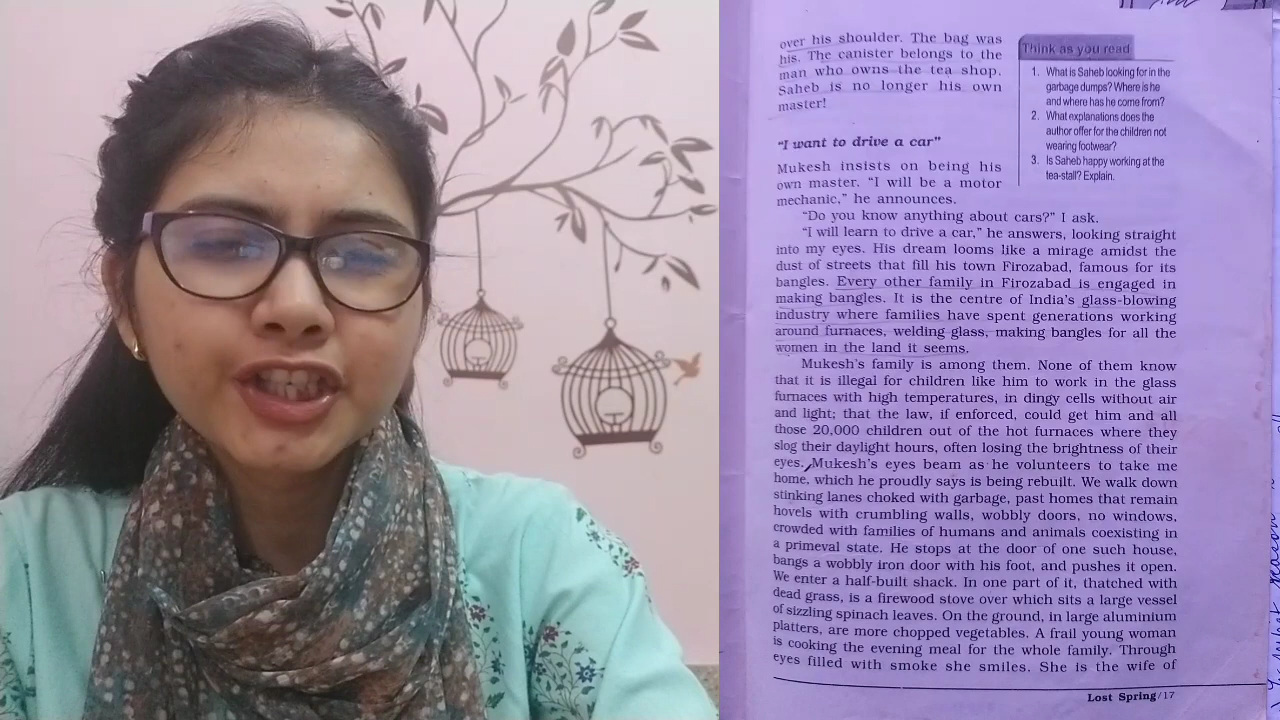 over his shoulder. The bag was
his. The canister belongs to the
man who owns the tea shop.
Saheb is no longer his own
master!
Think as you read
1. What is Saheb looking for in the
garbage dumps? Where is he
and where has he come from?
2. What explanations does the
author offer for the children not
wearing footwear?
3. Is Saheb happy working at the
tea-stall? Explain.
"I want to drive a car"
Mukesh insists on being his
own master. "I will be a motor
mechanic," he announces.
"Do you know anything about cars?" I ask.
"I will learn to drive a car," he answers, looking straight
into my eyes. His dream looms like a mirage amidst the
dust of streets that fill his town Firozabad, famous for its
bangles. Every other family in Firozabad is engaged in
making bangles. It is the centre of India's glass-blowing
industry where families have spent generations working
around furnaces, welding glass, making bangles for all the
women in the land it seems.
Mukesh's family is among them. None of them know
that it is illegal for children like him to work in the glass
furnaces with high temperatures, in dingy cells without air
and light; that the law, if enforced, could get him and all
those 20,000 children out of the hot furnaces where they
slog their daylight hours, often losing the brightness of their
eyes. Mukesh's eyes beam as he volunteers to take me
home, which he proudly says is being rebuilt. We walk down
stinking lanes choked with garbage, past homes that remain
hovels with crumbling walls, wobbly doors, no windows,
crowded with families of humans and animals coexisting in
a primeval state. He stops at the door of one such house,
bangs a wobbly iron door with his foot, and pushes it open.
We enter a half-built shack. In one part of it, thatched with
dead grass, is a firewood stove over which sits a large vessel
of sizzling spinach leaves. On the ground, in large aluminium
platters, are more chopped vegetables. A frail young woman
is cooking the evening meal for the whole family. Through
eyes filled with smoke she smiles. She is the wife of
Lost Spring/17